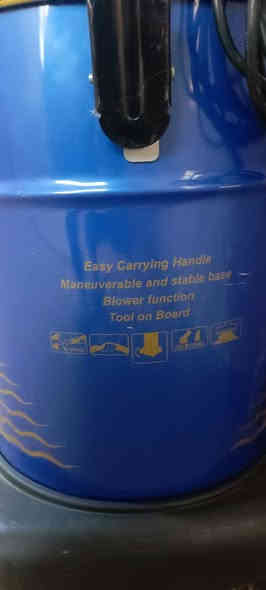 Easy Carrying Handle
Maneuverable and stable base
Blower function
Tool on Board